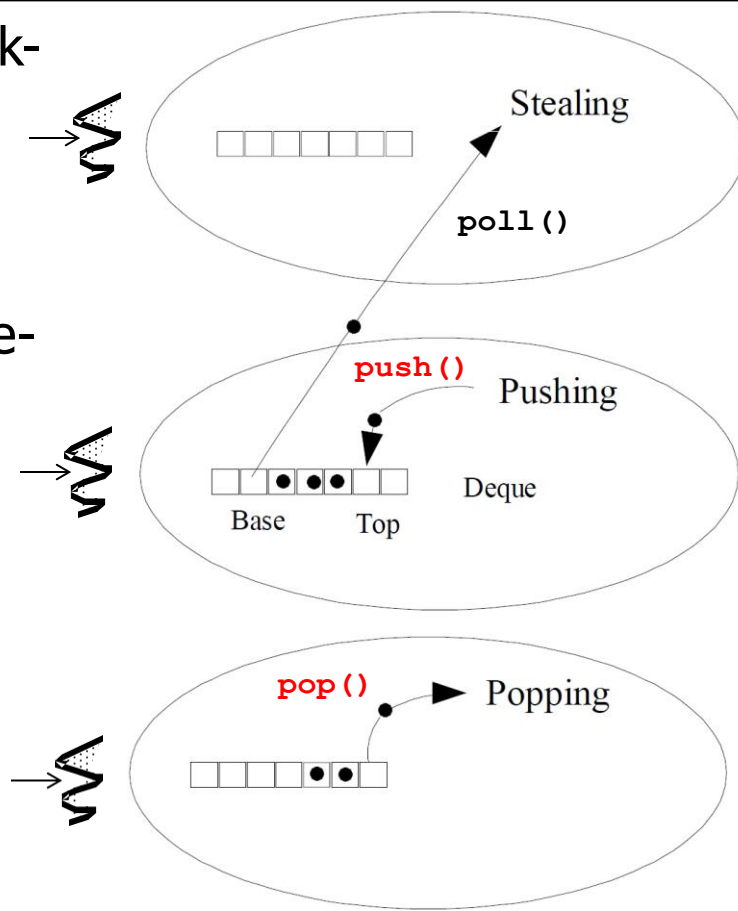 k-
Stealing
poll()
e-
push()
Pushing
Deque
Base Top
pop()
Popping